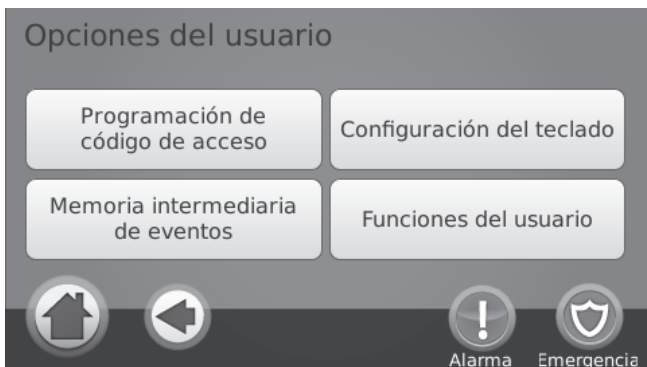 Opciones del usuario
Programación de
código de acceso
Configuración del teclado
Memoria intermediaria
de eventos
Funciones del usuario
Alarma
Emergencia